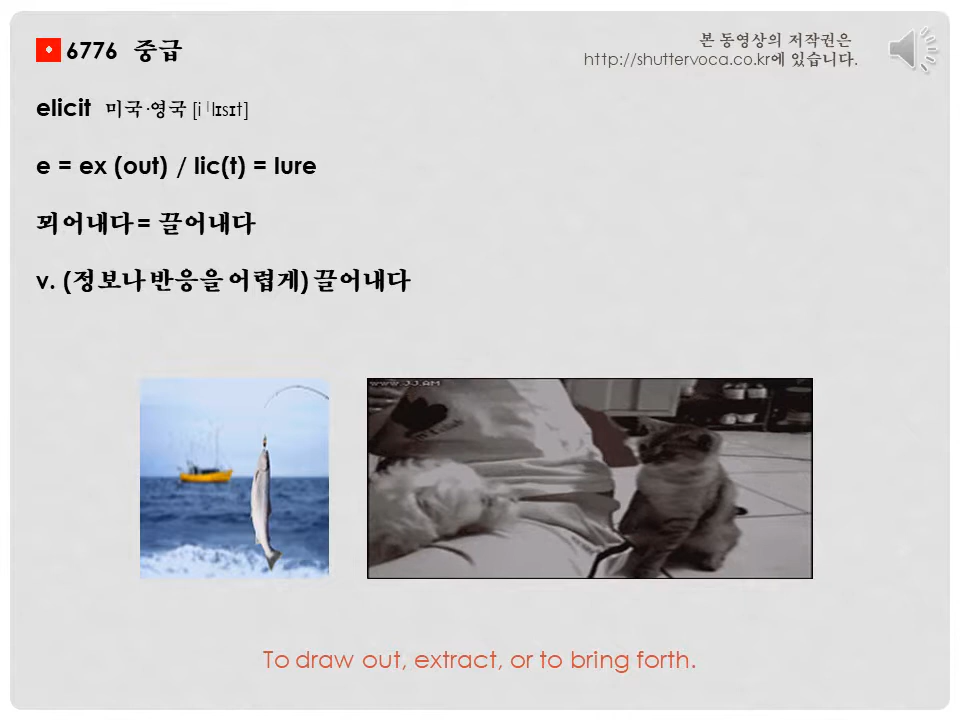 6776 중급
본 동영상의 저작권은
http://shuttervoca.co.kr에 있습니다.
elicit 미국·영국 [iˈlɪsɪt]
e = ex (out) / lic(t) = lure
꾀어내다 = 끌어내다
v. (정보나 반응을 어렵게) 끌어내다
www.JJ.AM
To draw out, extract, or to bring forth.